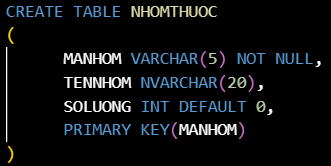 CREATE TABLE NHOMTHUOC
(
MANHOM VARCHAR(5) NOT NULL,
TENNHOM NVARCHAR(20),
SOLUONG INT DEFAULT 0,
PRIMARY KEY(MANHOM)
)